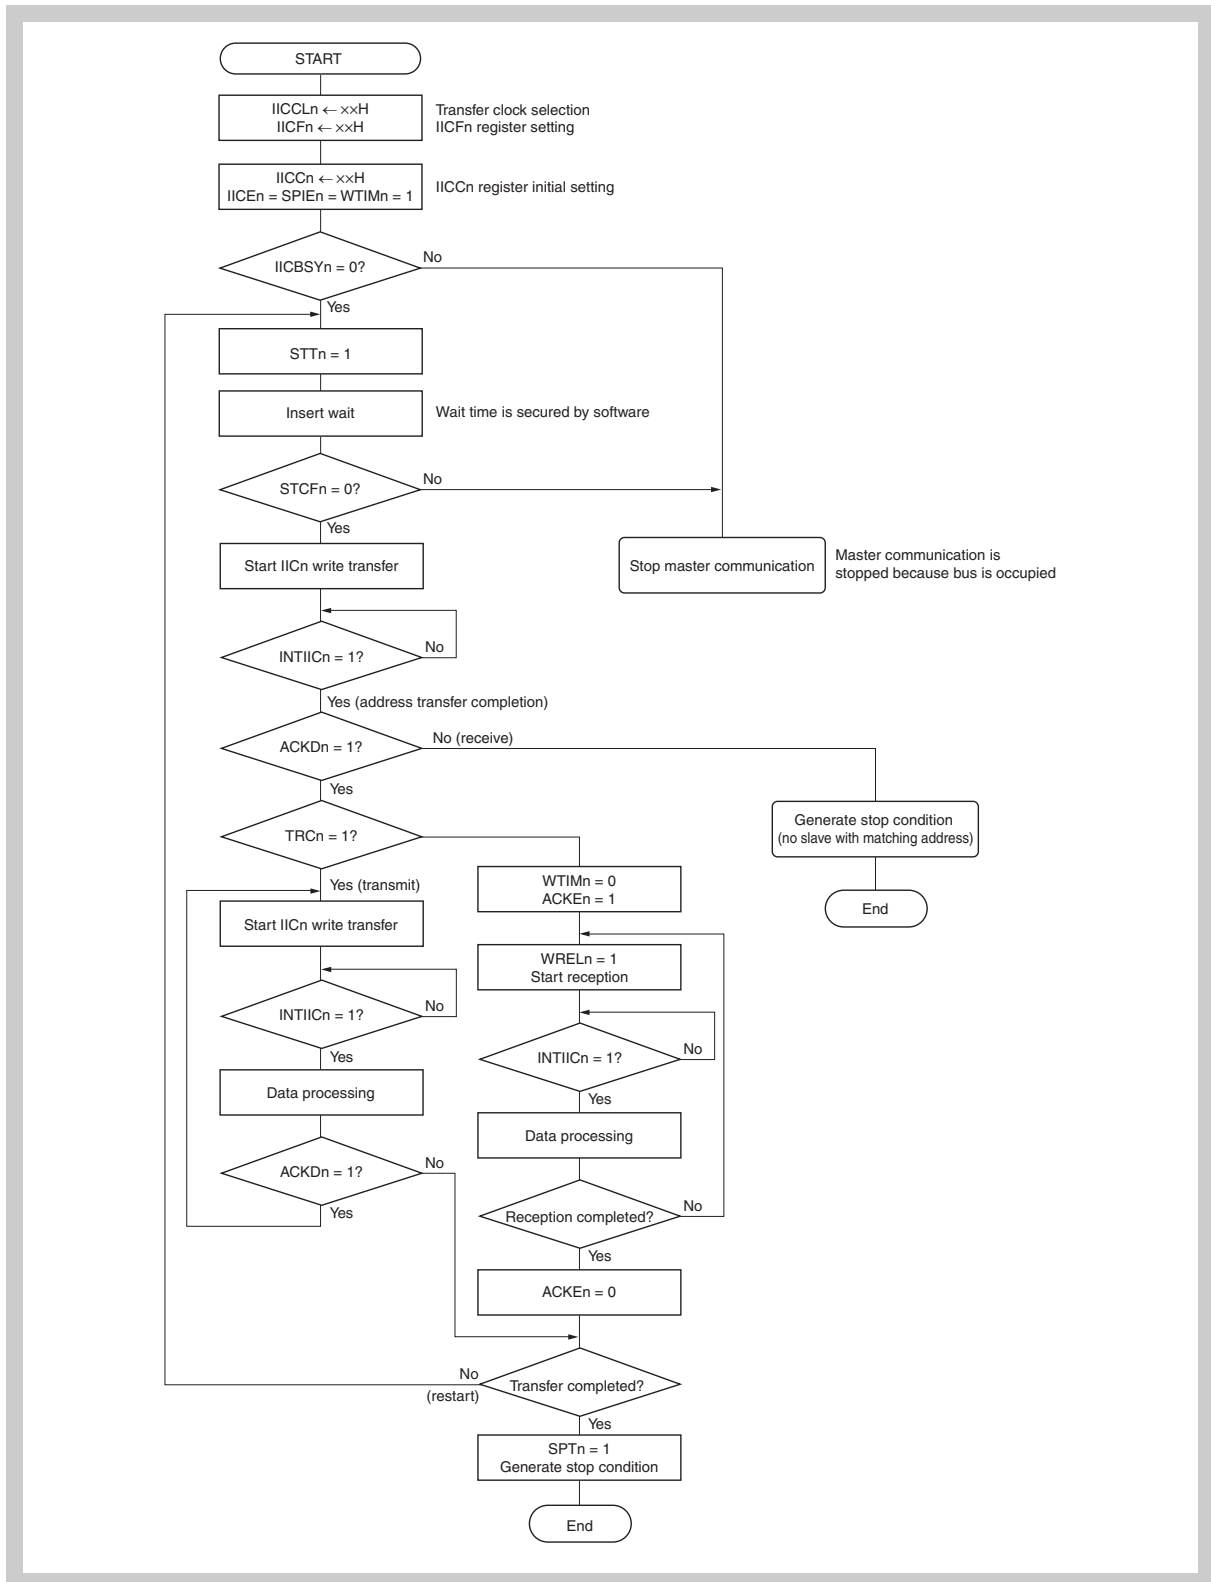 START
IICCLn ← ××H
IICFn ← ××H
Transfer clock selection
IICFn register setting
IICCn ← ××H
IICEn = SPIEn = WTIMn = 1
IICCn register initial setting
IICBSYn = 0?
No
Yes
STTn = 1
Insert wait
Wait time is secured by software
STCFn = 0?
No
Yes
Start IICn write transfer
Stop master communication
Master communication is
stopped because bus is occupied
INTIICn = 1?
No
Yes (address transfer completion)
ACKDn = 1?
No (receive)
Yes
Generate stop condition
(no slave with matching address)
End
TRCn = 1?
Yes (transmit)
WTIMn = 0
ACKEn = 1
Start IICn write transfer
WRELn = 1
Start reception
INTIICn = 1?
No
Yes
INTIICn = 1?
No
Yes
Data processing
Data processing
ACKDn = 1?
No
Yes
Reception completed?
No
Yes
ACKEn = 0
Transfer completed?
No
(restart)
Yes
SPTn = 1
Generate stop condition
End